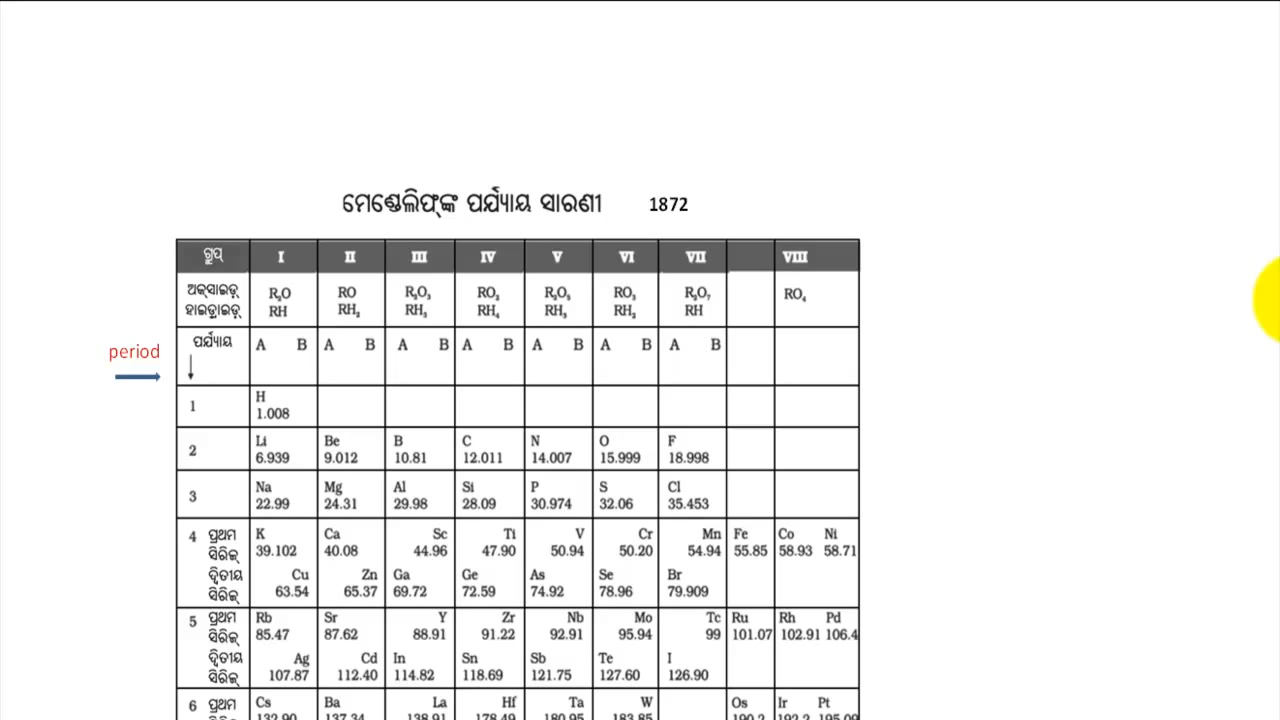 ମେଣ୍ଡେଲିଫ୍‌ଙ୍କ ପର୍ଯ୍ୟାୟ ସାରଣୀ 1872
ଗ୍ରୁପ୍ I II III IV V VI VII VIII
ଅକ୍‌ସାଇଡ଼୍ R₂O RO R₂O₃ RO₂ R₂O₅ RO₃ R₂O₇ RO₄
ହାଇଡ୍ରାଇଡ଼୍ RH RH₂ RH₃ RH₄ RH₃ RH₂ RH
period
ପର୍ଯ୍ୟାୟ A B A B A B A B A B A B A B
↓
1 H
1.008
2 Li Be B C N O F
6.939 9.012 10.81 12.011 14.007 15.999 18.998
3 Na Mg Al Si P S Cl
22.99 24.31 29.98 28.09 30.974 32.06 35.453
4 ପ୍ରଥମ K Ca Sc Ti V Cr Mn Fe Co Ni
ସିରିଜ୍ 39.102 40.08 44.96 47.90 50.94 50.20 54.94 55.85 58.93 58.71
ଦ୍ୱିତୀୟ Cu Zn Ga Ge As Se Br
ସିରିଜ୍ 63.54 65.37 69.72 72.59 74.92 78.96 79.909
5 ପ୍ରଥମ Rb Sr Y Zr Nb Mo Tc Ru Rh Pd
ସିରିଜ୍ 85.47 87.62 88.91 91.22 92.91 95.94 99 101.07 102.91 106.4
ଦ୍ୱିତୀୟ Ag Cd In Sn Sb Te I
ସିରିଜ୍ 107.87 112.40 114.82 118.69 121.75 127.60 126.90
6 ପ୍ରଥମ Cs Ba La Hf Ta W Os Ir Pt
ସିରିଜ୍ 132.90 137.34 138.91 178.49 180.95 183.85 190.2 192.2 195.09